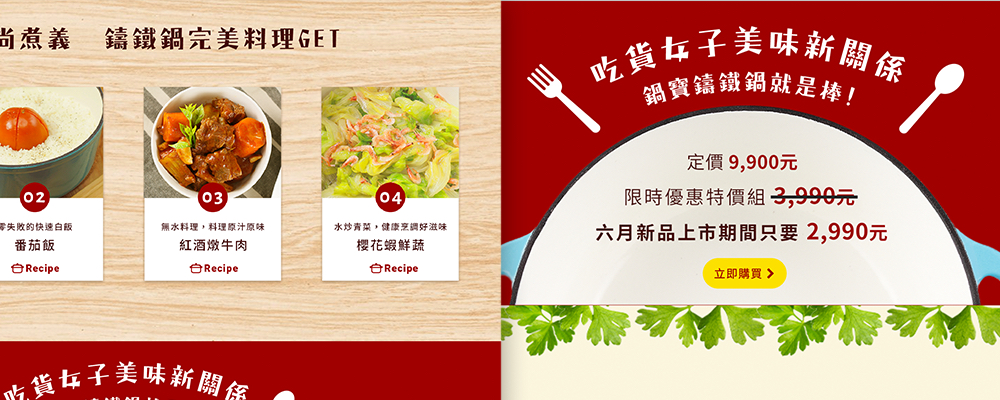 尚煮義 鑄鐵鍋完美料理GET
02
零失敗的快速白飯
番茄飯
Recipe
03
無水料理，料理原汁原味
紅酒燉牛肉
Recipe
04
水炒青菜，健康烹調好滋味
櫻花蝦鮮蔬
Recipe
吃貨女子美味新關係
吃貨女子美味新關係
鍋寶鑄鐵鍋就是棒!
定價 9,900元
限時優惠特價組 3,990元
六月新品上市期間只要 2,990元
立即購買